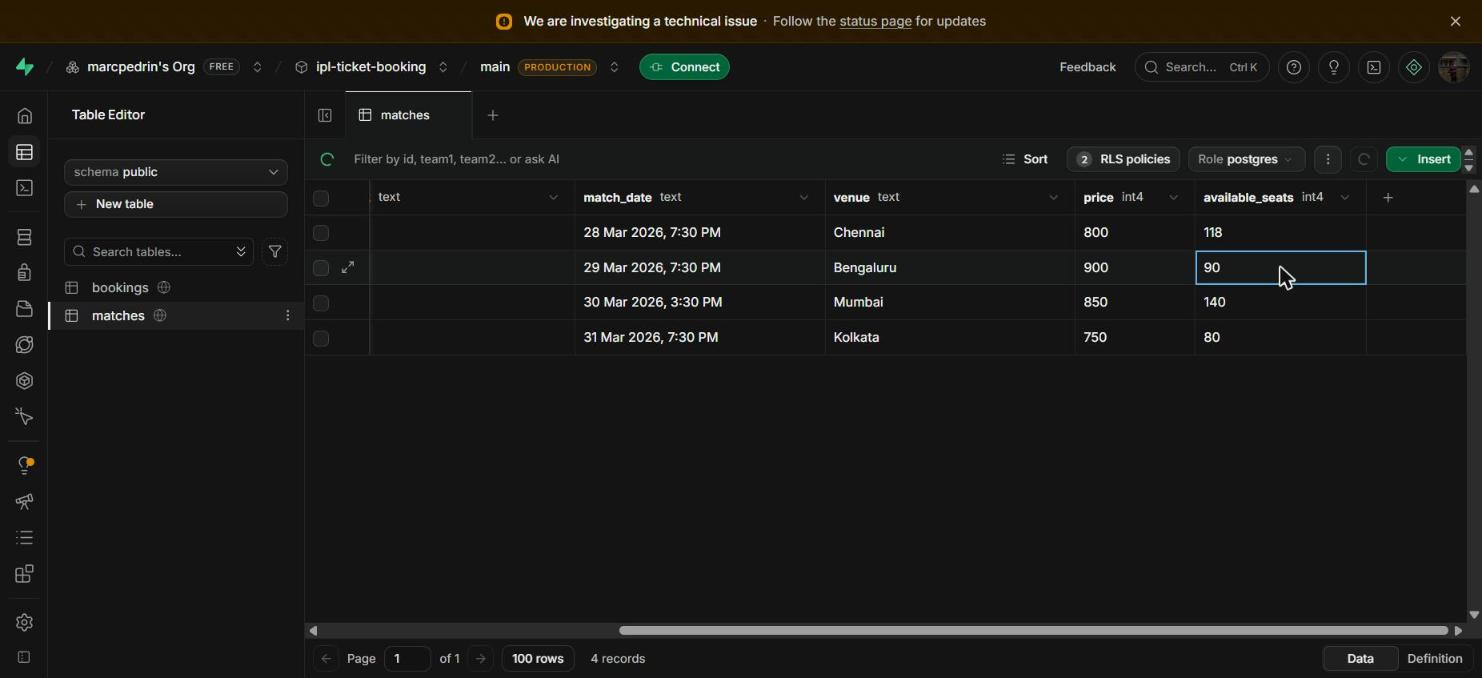 We are investigating a technical issue · Follow the status page for updates
marcpedrin's Org FREE / ipl-ticket-booking / main PRODUCTION Connect Feedback Search... Ctrl K
Table Editor
matches
schema public
New table
Search tables...
bookings
matches
Filter by id, team1, team2... or ask AI Sort 2 RLS policies Role postgres Insert
text match_date text venue text price int4 available_seats int4
28 Mar 2026, 7:30 PM Chennai 800 118
29 Mar 2026, 7:30 PM Bengaluru 900 90
30 Mar 2026, 3:30 PM Mumbai 850 140
31 Mar 2026, 7:30 PM Kolkata 750 80
Page 1 of 1 100 rows 4 records Data Definition